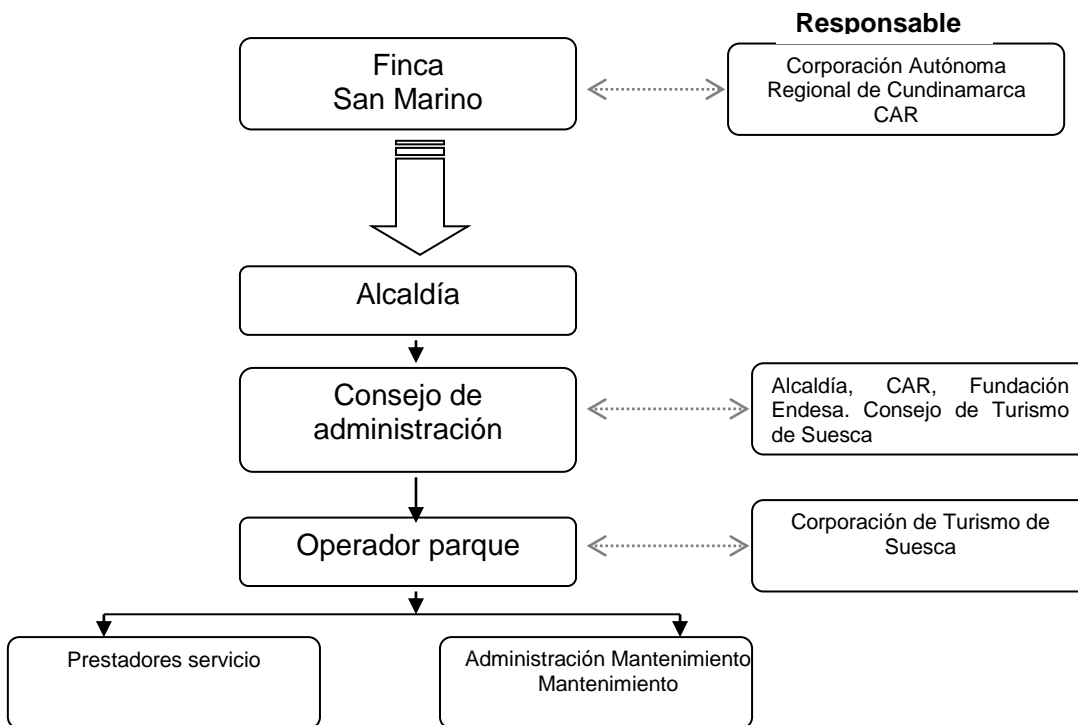 Responsable
Finca
San Marino
Corporación Autónoma
Regional de Cundinamarca
CAR
Alcaldía
Consejo de
administración
Alcaldía, CAR, Fundación
Endesa. Consejo de Turismo
de Suesca
Operador parque
Corporación de Turismo de
Suesca
Prestadores servicio
Administración Mantenimiento
Mantenimiento